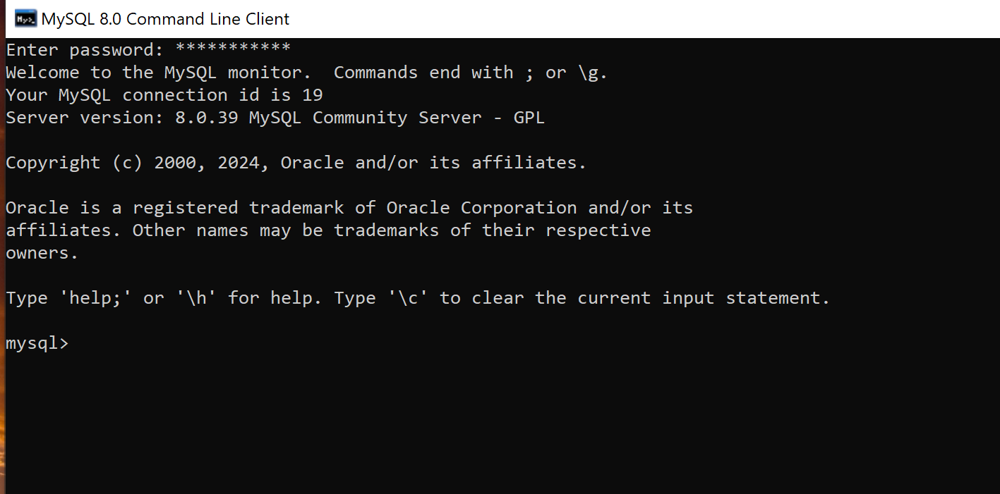 MySQL 8.0 Command Line Client
Enter password: ***********
Welcome to the MySQL monitor.  Commands end with ; or \g.
Your MySQL connection id is 19
Server version: 8.0.39 MySQL Community Server - GPL
Copyright (c) 2000, 2024, Oracle and/or its affiliates.
Oracle is a registered trademark of Oracle Corporation and/or its
affiliates. Other names may be trademarks of their respective
owners.
Type 'help;' or '\h' for help. Type '\c' to clear the current input statement.
mysql>